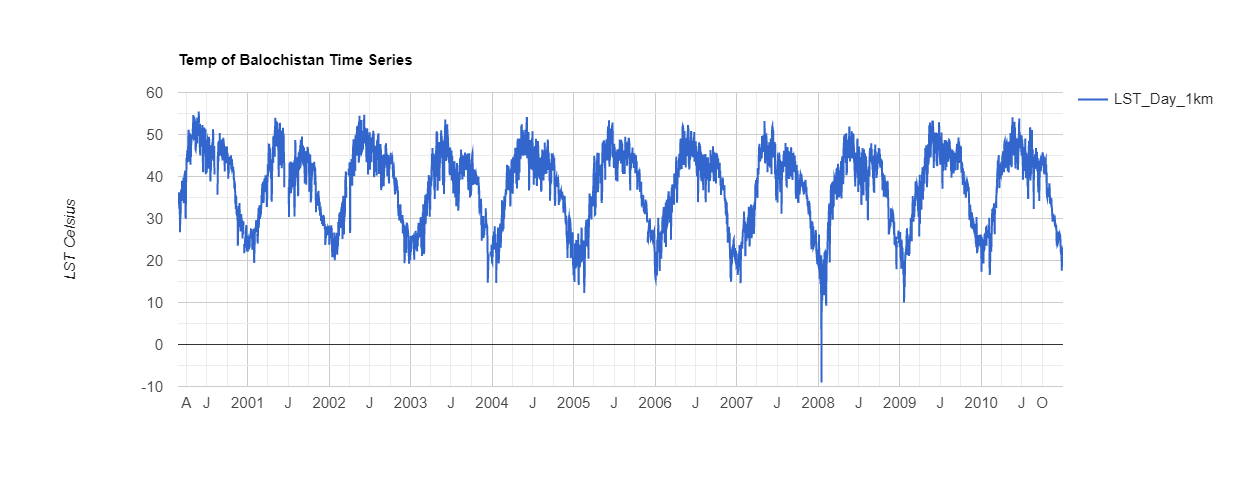 Temp of Balochistan Time Series
LST_Day_1km
LST Celsius
60
50
40
30
20
10
0
-10
A J 2001 J 2002 J 2003 J 2004 J 2005 J 2006 J 2007 J 2008 J 2009 J 2010 J O